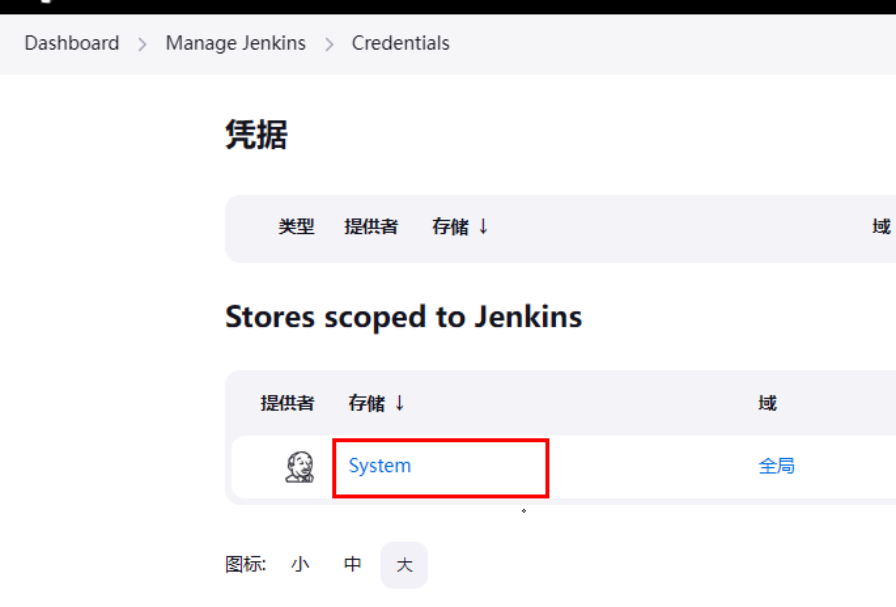 Dashboard > Manage Jenkins > Credentials
凭据
类型 提供者 存储 ↓ 域
Stores scoped to Jenkins
提供者 存储 ↓ 域
System 全局
图标: 小 中 大